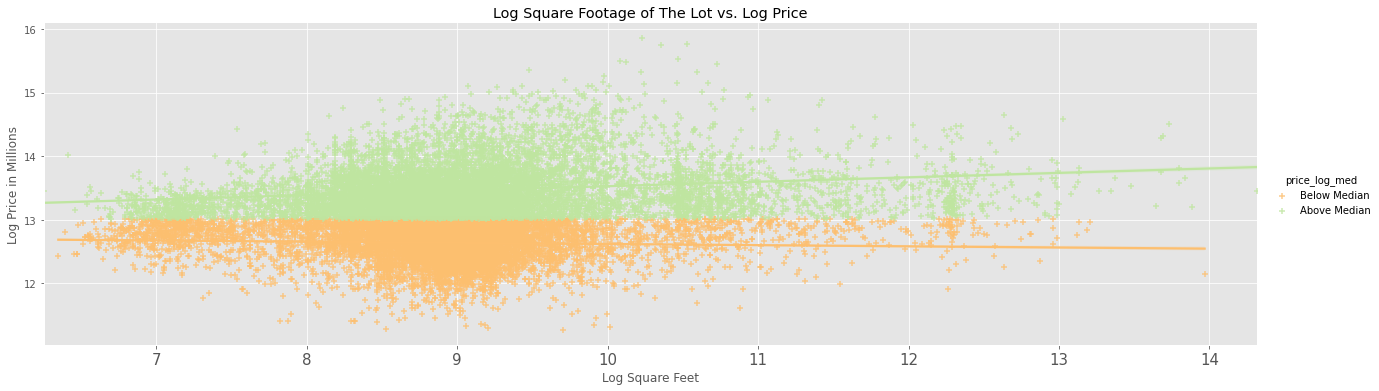 Log Square Footage of The Lot vs. Log Price
16
15
14
13
12
Log Price in Millions
7 8 9 10 11 12 13 14
Log Square Feet
price_log_med
Below Median
Above Median